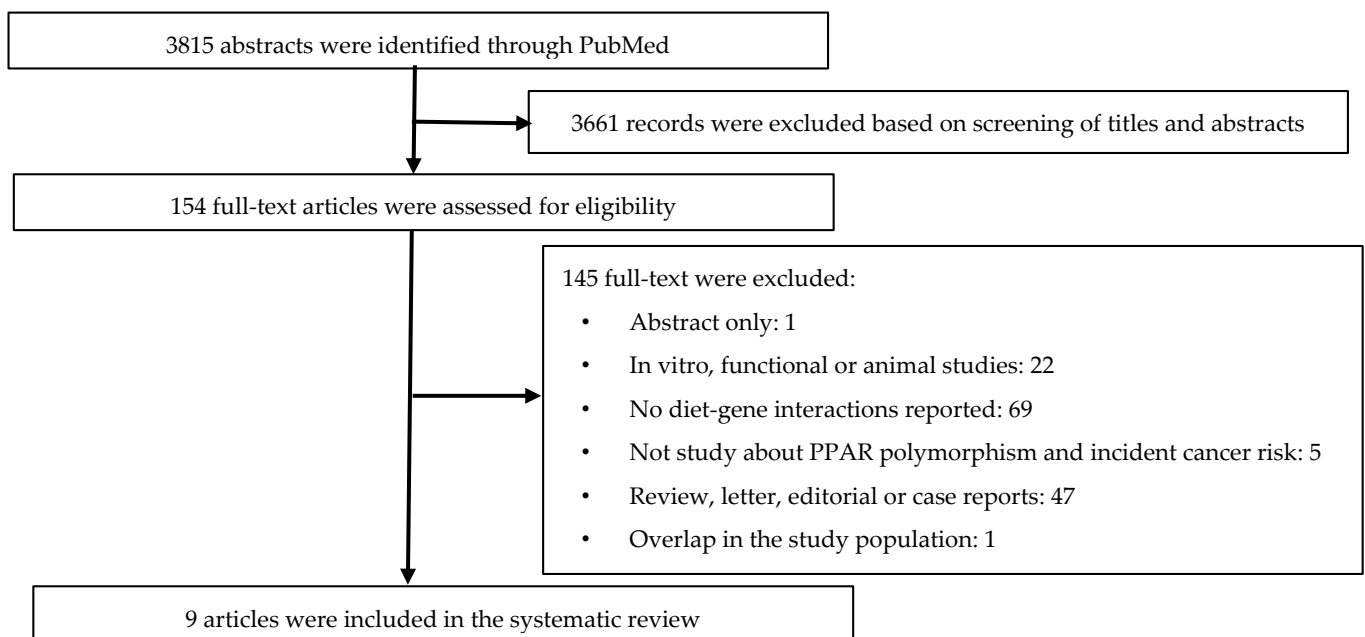 3815 abstracts were identified through PubMed
3661 records were excluded based on screening of titles and abstracts
154 full-text articles were assessed for eligibility
145 full-text were excluded:
• Abstract only: 1
• In vitro, functional or animal studies: 22
• No diet-gene interactions reported: 69
• Not study about PPAR polymorphism and incident cancer risk: 5
• Review, letter, editorial or case reports: 47
• Overlap in the study population: 1
9 articles were included in the systematic review